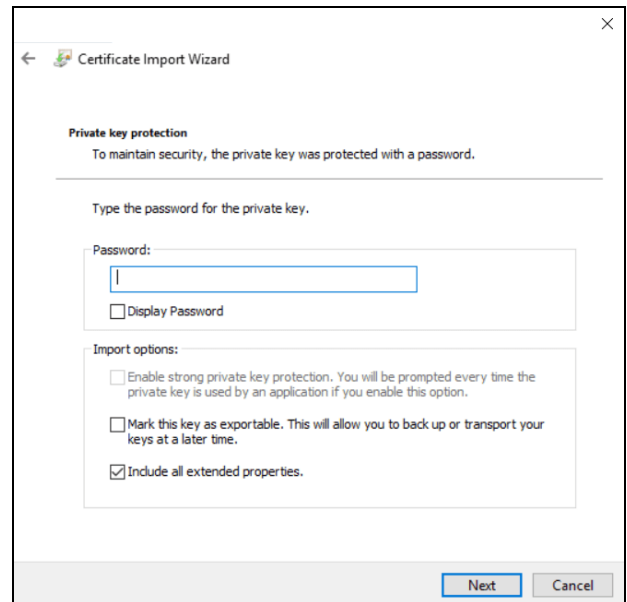 Certificate Import Wizard
Private key protection
To maintain security, the private key was protected with a password.
Type the password for the private key.
Password:
Display Password
Import options:
Enable strong private key protection. You will be prompted every time the
private key is used by an application if you enable this option.
Mark this key as exportable. This will allow you to back up or transport your
keys at a later time.
Include all extended properties.
Next
Cancel